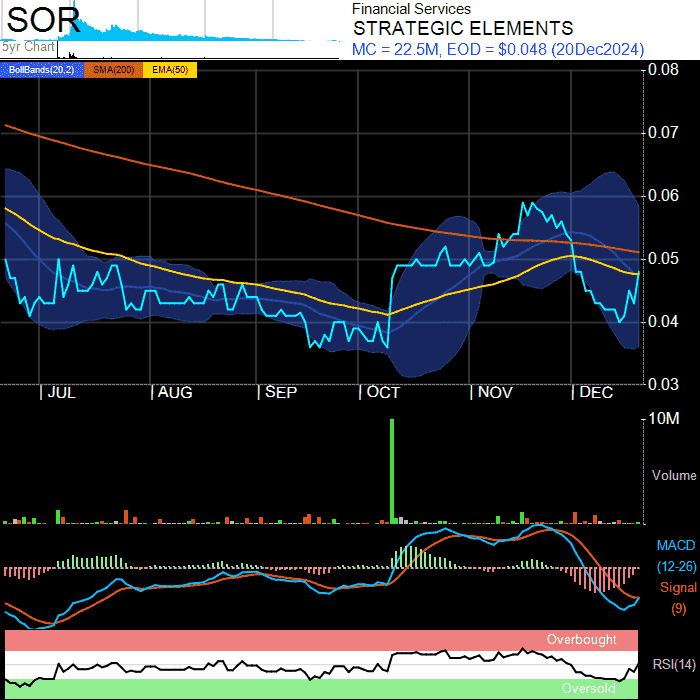 SOR
5yr Chart
Financial Services
STRATEGIC ELEMENTS
MC = 22.5M, EOD = $0.048 (20Dec2024)
BollBands(20,2) SMA(200) EMA(50)
0.08
0.07
0.06
0.05
0.04
0.03
JUL AUG SEP OCT NOV DEC
10M
Volume
MACD
(12-26)
Signal
(9)
Overbought
RSI(14)
Oversold